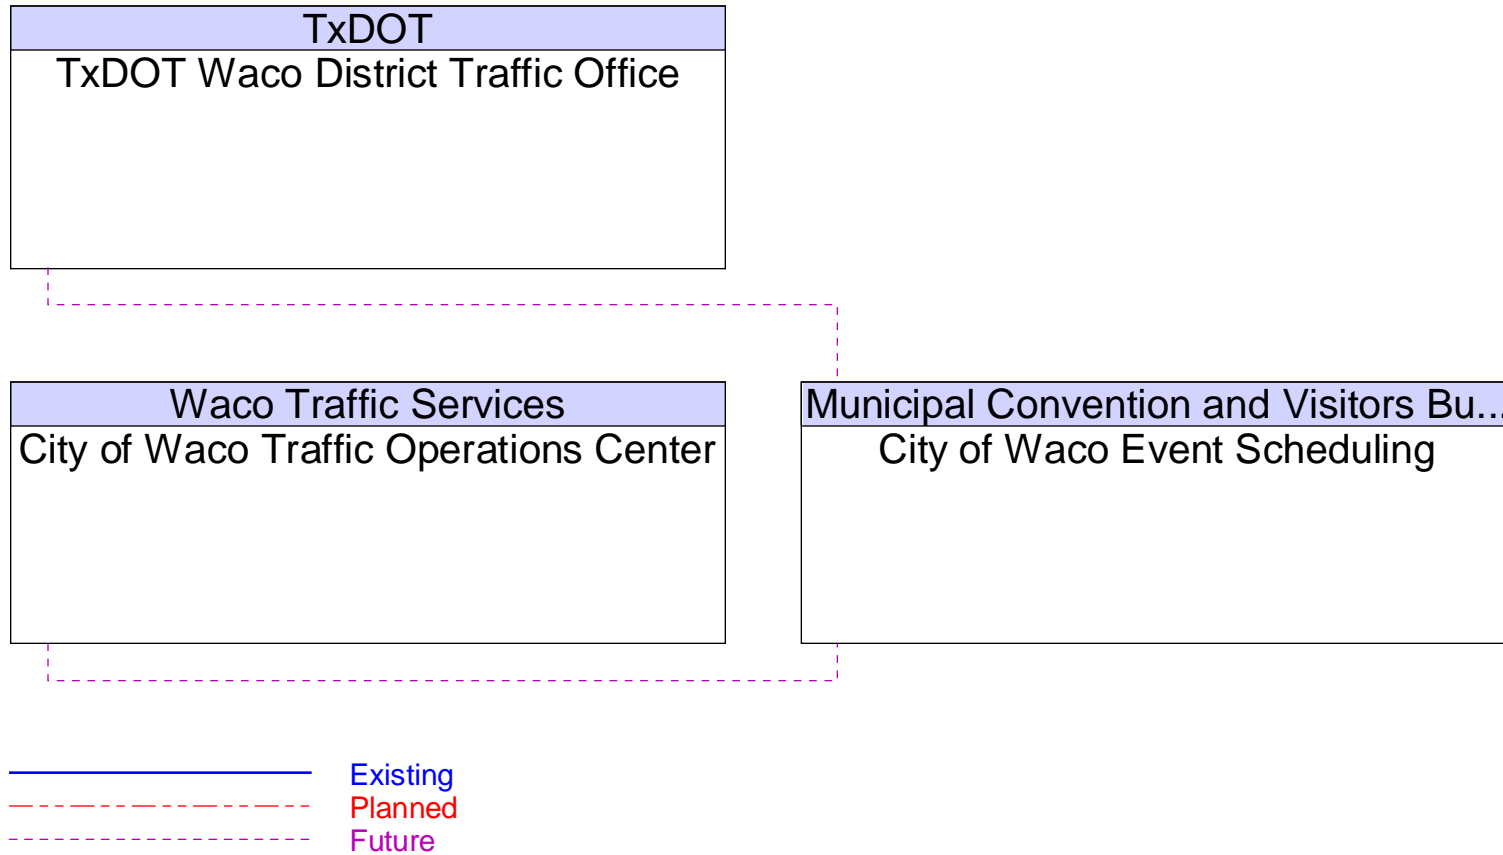 TxDOT
TxDOT Waco District Traffic Office
Waco Traffic Services
City of Waco Traffic Operations Center
Municipal Convention and Visitors Bu...
City of Waco Event Scheduling
Existing
Planned
Future